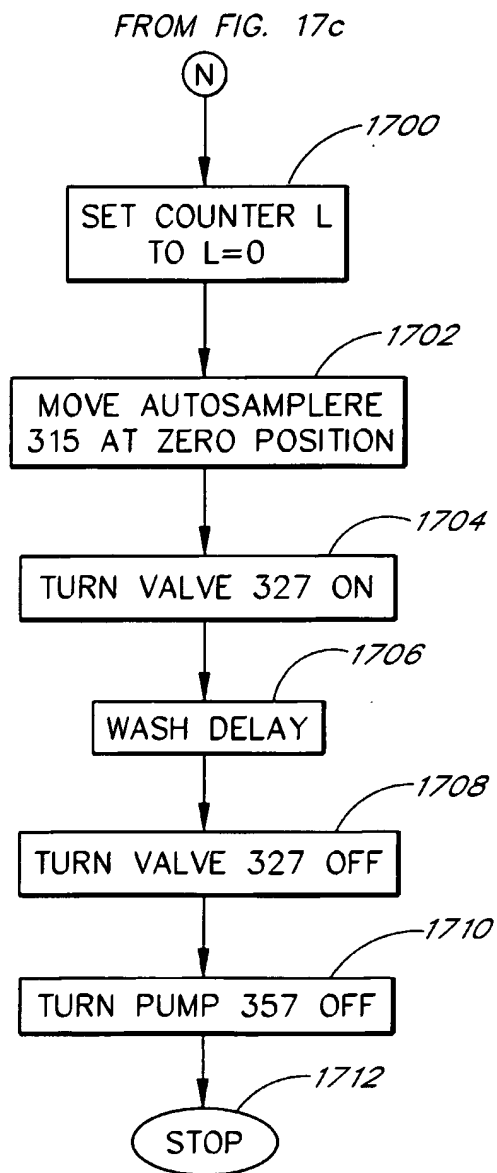 FROM FIG. 17c
N
1700
SET COUNTER L
TO L=0
1702
MOVE AUTOSAMPLERE
315 AT ZERO POSITION
1704
TURN VALVE 327 ON
1706
WASH DELAY
1708
TURN VALVE 327 OFF
1710
TURN PUMP 357 OFF
1712
STOP